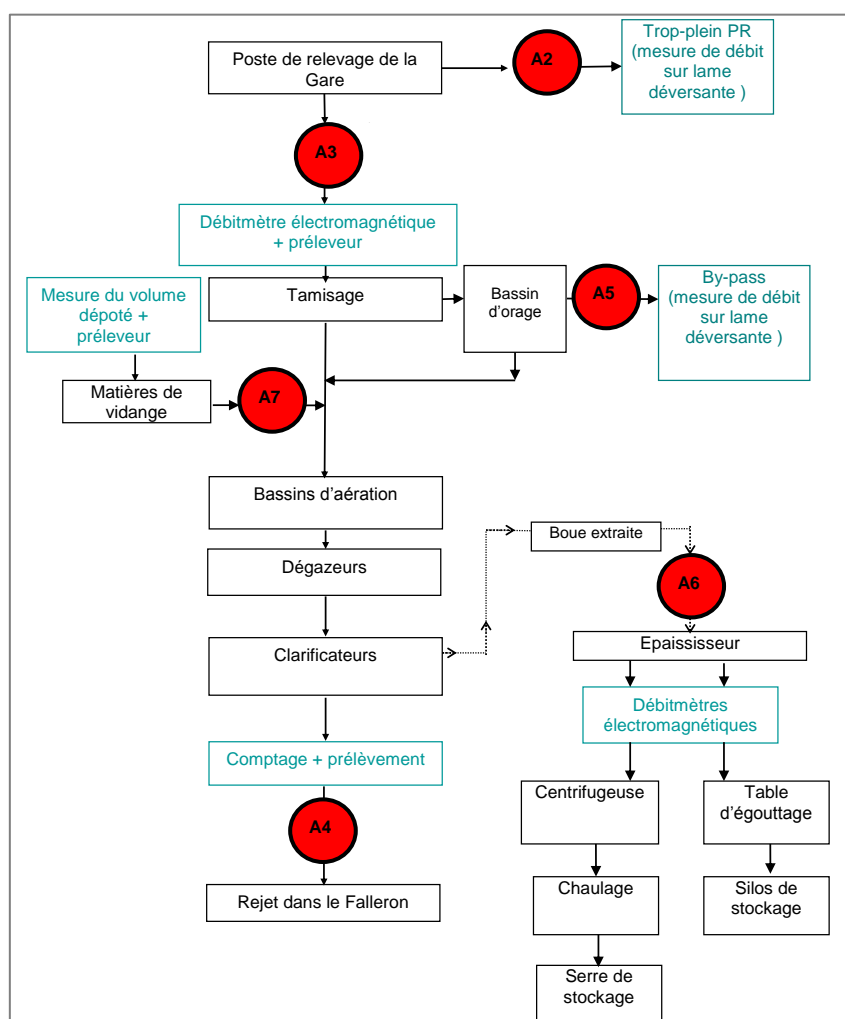 Poste de relevage de la
Gare
A2
Trop-plein PR
(mesure de débit
sur lame
déversante )
A3
Débitmètre électromagnétique
+ préleveur
Mesure du volume
dépoté +
préleveur
Tamisage
Bassin
d'orage
A5
By-pass
(mesure de débit
sur lame
déversante )
Matières de
vidange
A7
Bassins d'aération
Boue extraite
Dégazeurs
A6
Clarificateurs
Epaississeur
Débitmètres
électromagnétiques
Comptage + prélèvement
Centrifugeuse
Table
d'égouttage
A4
Rejet dans le Falleron
Chaulage
Silos de
stockage
Serre de
stockage